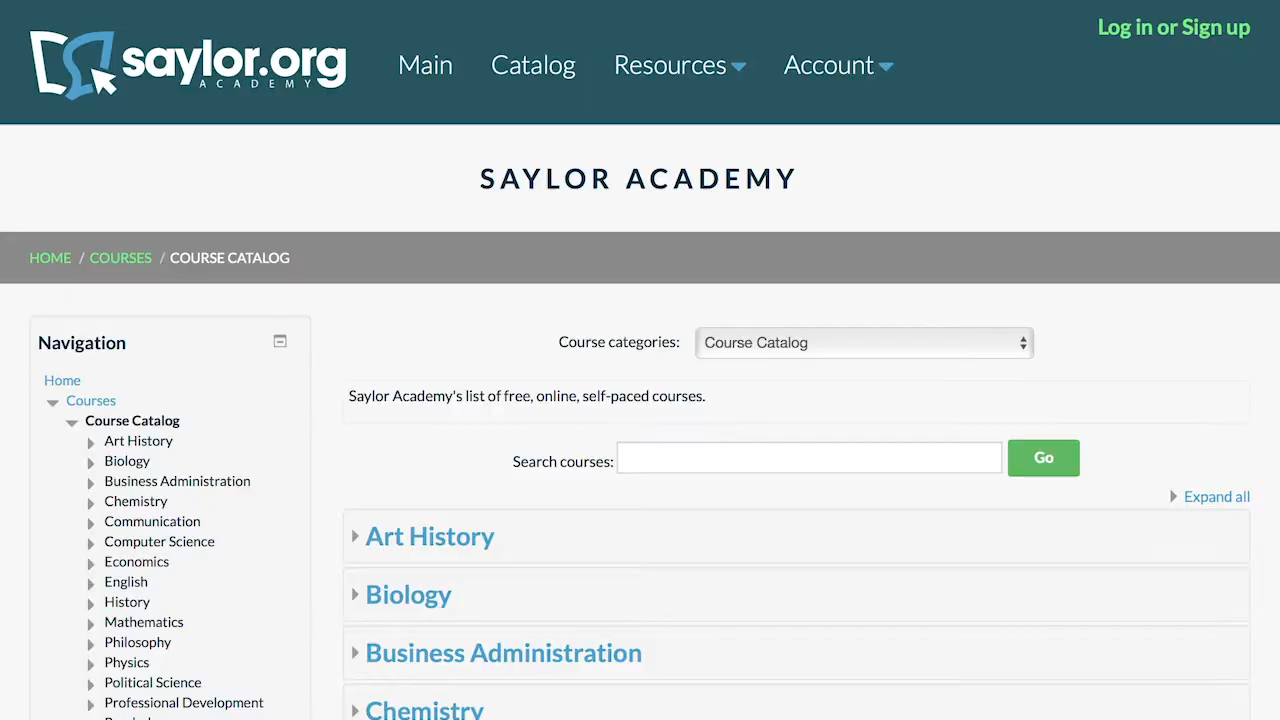 saylor.org
ACADEMY
Main
Catalog
Resources
Account
Log in or Sign up
SAYLOR ACADEMY
HOME / COURSES / COURSE CATALOG
Navigation
Home
Courses
Course Catalog
Art History
Biology
Business Administration
Chemistry
Communication
Computer Science
Economics
English
History
Mathematics
Philosophy
Physics
Political Science
Professional Development
Course categories: Course Catalog
Saylor Academy's list of free, online, self-paced courses.
Search courses: Go
Expand all
Art History
Biology
Business Administration
Chemistry